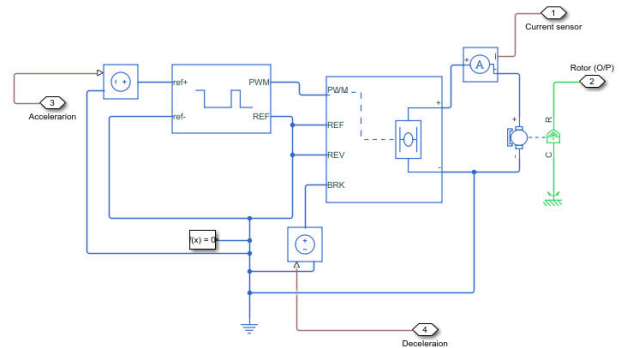 1
Current sensor
A
I
+
-
Rotor (O/P)
2
3
Accelerarion
ref+
ref-
PWM
REF
PWM
REF
REV
BRK
+
-
+
-
R
C
f(x) = 0
+
−
4
Deceleraion